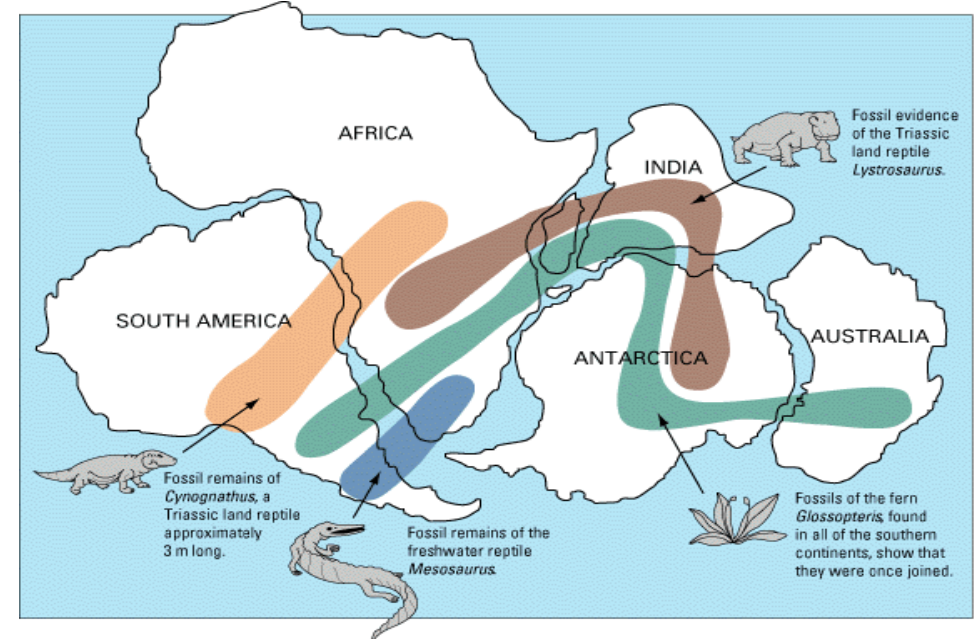 AFRICA
INDIA
Fossil evidence
of the Triassic
land reptile
Lystrosaurus.
SOUTH AMERICA
ANTARCTICA
AUSTRALIA
Fossil remains of
Cynognathus, a
Triassic land reptile
approximately
3 m long.
Fossil remains of the
freshwater reptile
Mesosaurus.
Fossils of the fern
Glossopteris, found
in all of the southern
continents, show that
they were once joined.